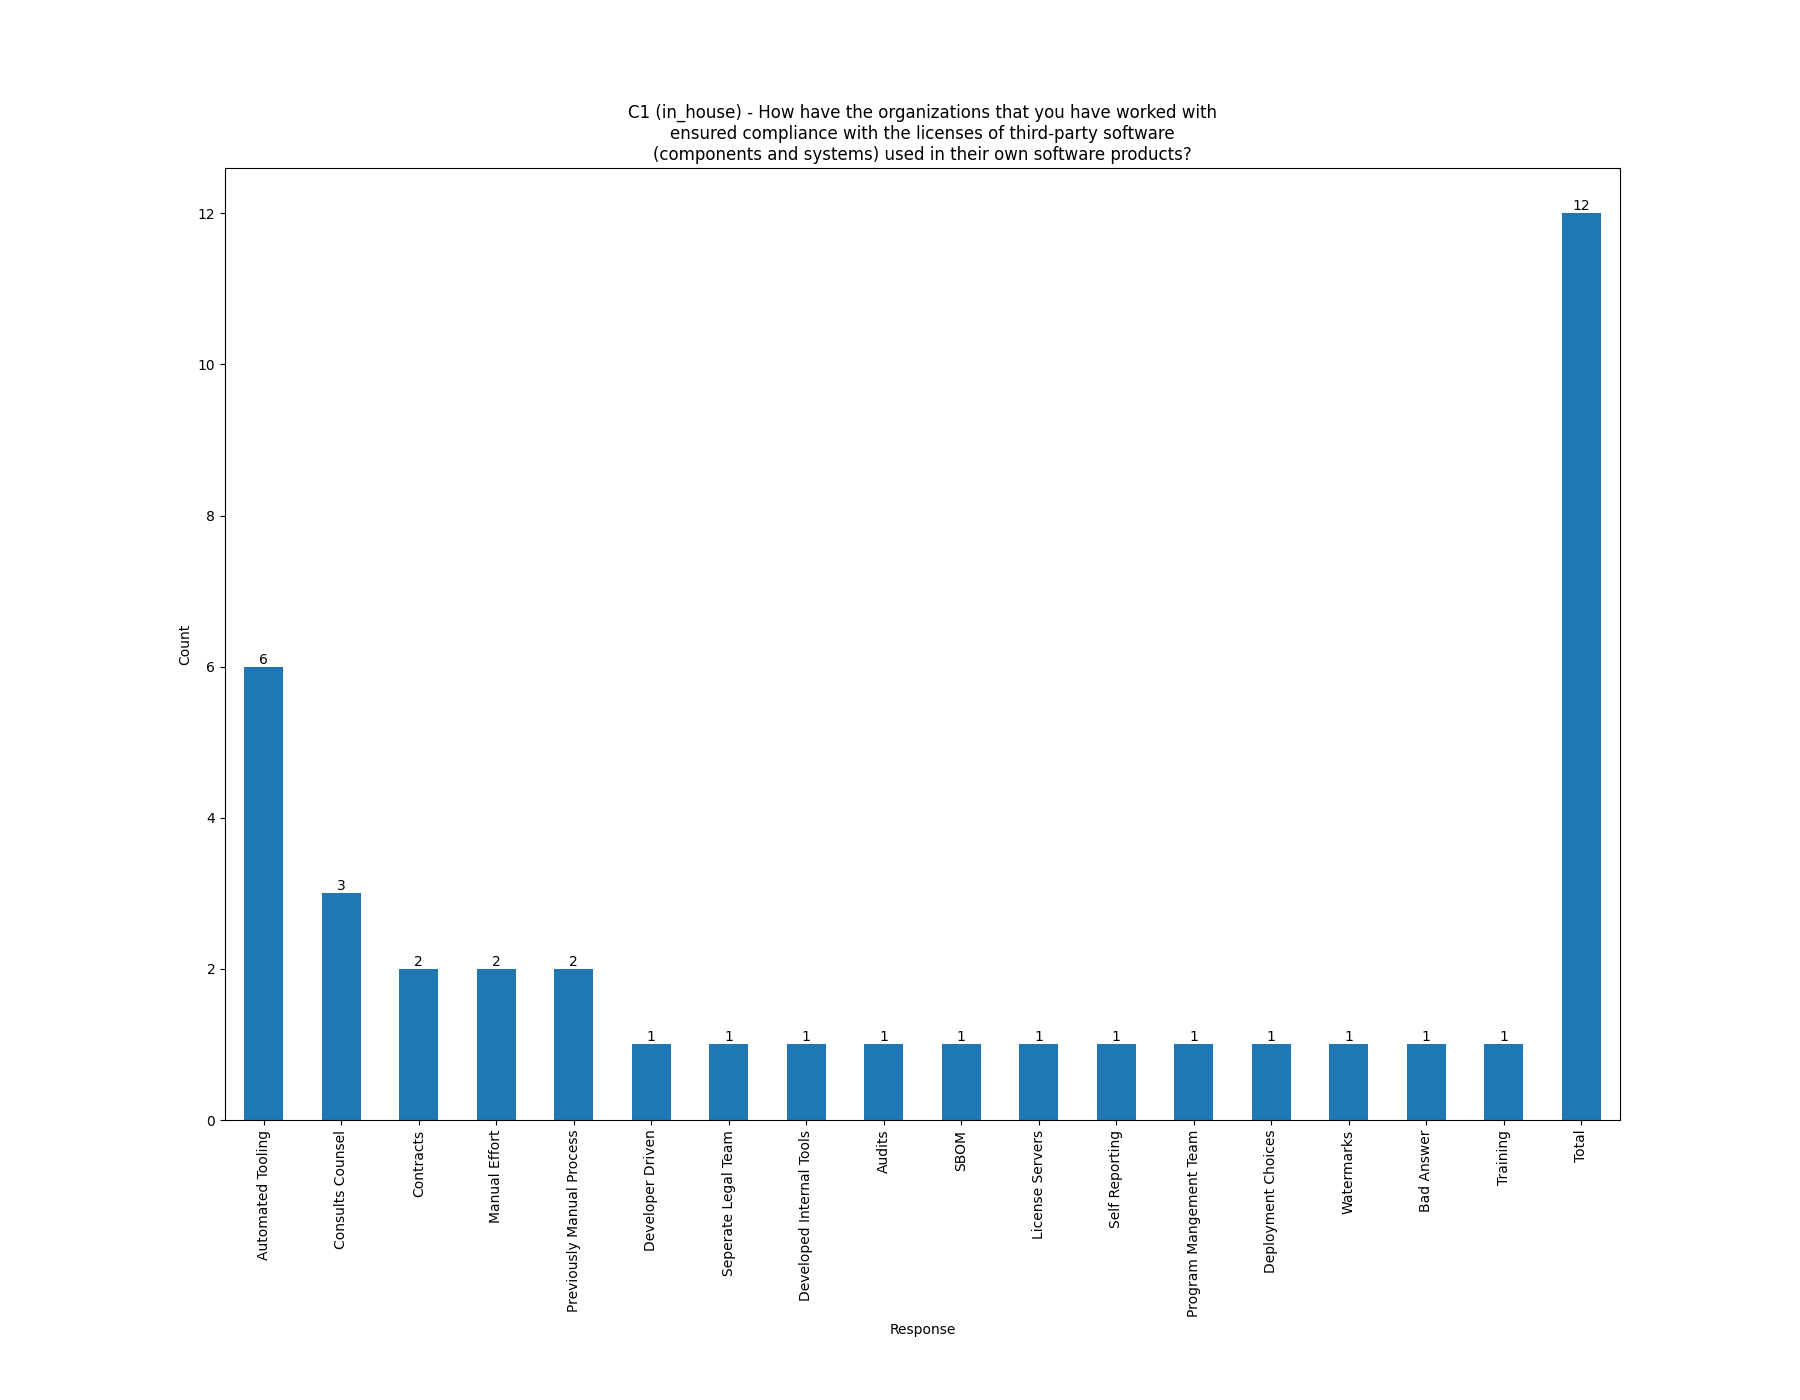 C1 (in_house) - How have the organizations that you have worked with
ensured compliance with the licenses of third-party software
(components and systems) used in their own software products?
12
10
8
6
4
2
0
Count
6
3
2
2
2
1
1
1
1
1
1
1
1
1
1
1
1
12
Automated Tooling
Consults Counsel
Contracts
Manual Effort
Previously Manual Process
Developer Driven
Seperate Legal Team
Developed Internal Tools
Audits
SBOM
License Servers
Self Reporting
Program Mangement Team
Deployment Choices
Watermarks
Bad Answer
Training
Total
Response